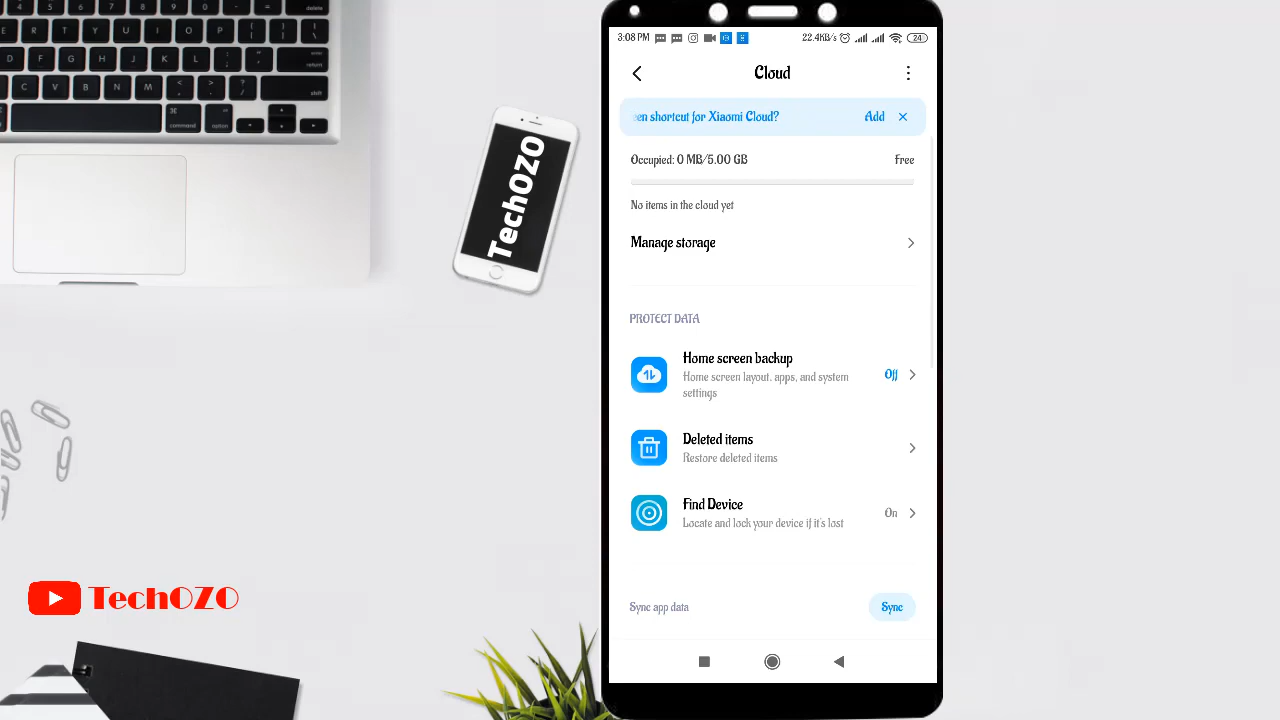 TechOZO
3:08 PM
22.4KB/s
24
Cloud
en shortcut for Xiaomi Cloud?
Add
Occupied: 0 MB/5.00 GB
Free
No items in the cloud yet
Manage storage
PROTECT DATA
Home screen backup
Home screen layout, apps, and system
settings
Off
Deleted items
Restore deleted items
Find Device
Locate and lock your device if it's lost
On
Sync app data
Sync
TechOZO
command
option